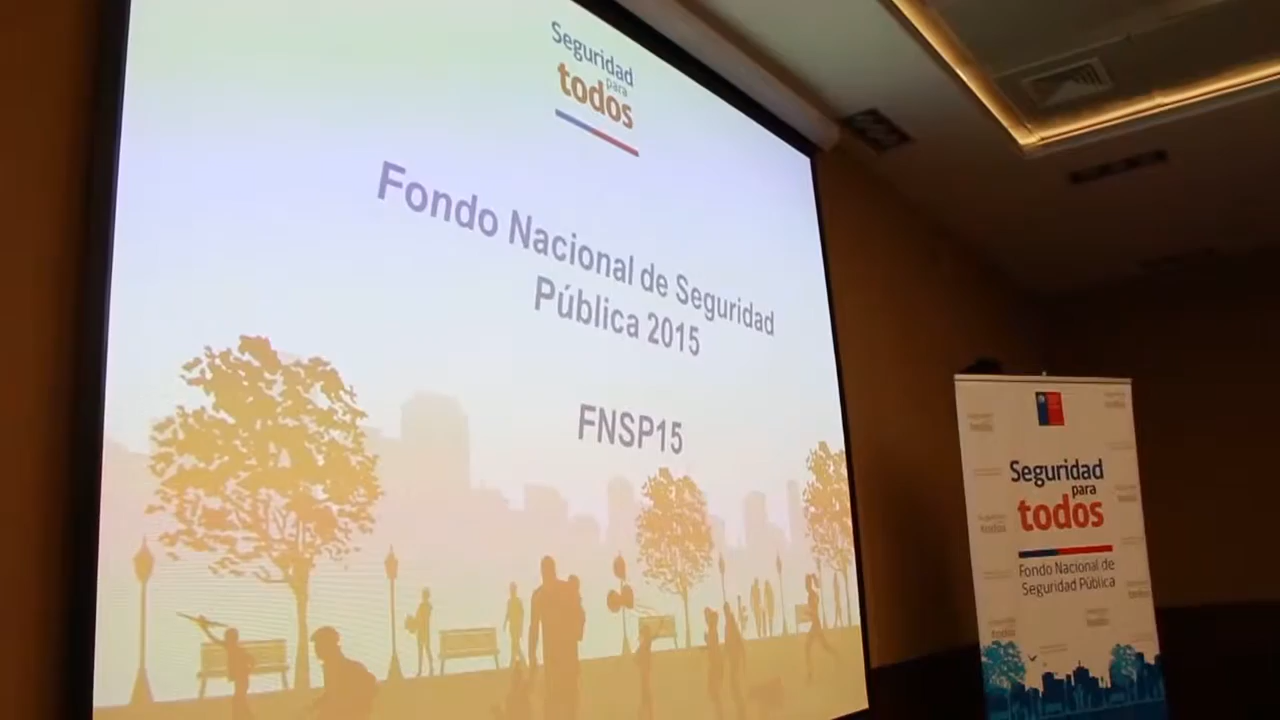 Seguridad
para
todos
Fondo Nacional de Seguridad
Pública 2015
FNSP15
Seguridad
para
todos
Fondo Nacional de
Seguridad Pública